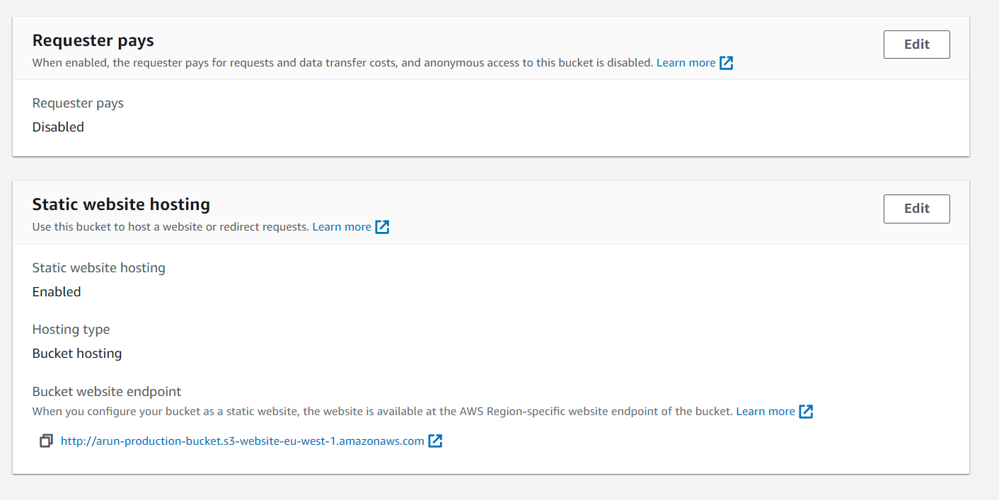 Requester pays
Edit
When enabled, the requester pays for requests and data transfer costs, and anonymous access to this bucket is disabled. Learn more
Requester pays
Disabled
Static website hosting
Edit
Use this bucket to host a website or redirect requests. Learn more
Static website hosting
Enabled
Hosting type
Bucket hosting
Bucket website endpoint
When you configure your bucket as a static website, the website is available at the AWS Region-specific website endpoint of the bucket. Learn more
http://arun-production-bucket.s3-website-eu-west-1.amazonaws.com